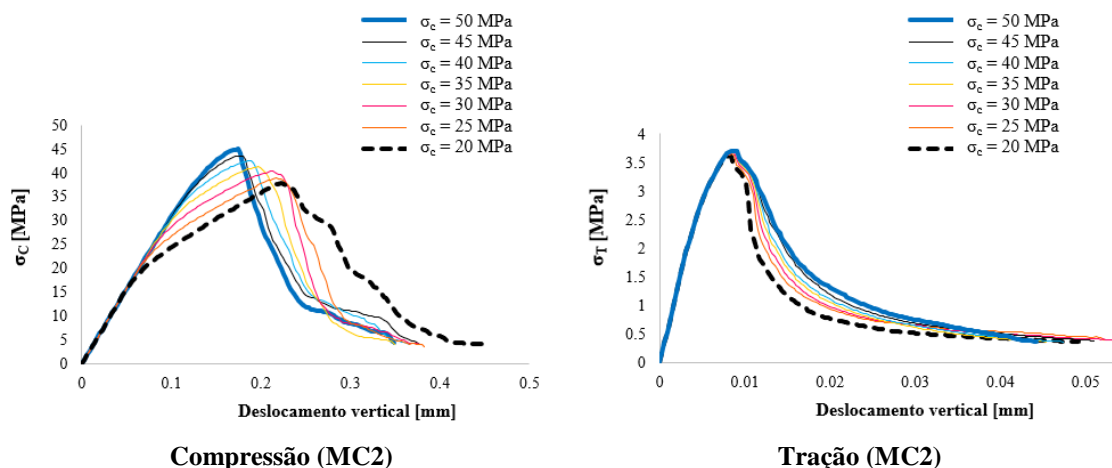 σc = 50 MPa
σc = 45 MPa
σc = 40 MPa
σc = 35 MPa
σc = 30 MPa
σc = 25 MPa
σc = 20 MPa
50
45
40
35
30
25
20
15
10
5
0
σC [MPa]
0
0.1
0.2
0.3
0.4
0.5
Deslocamento vertical [mm]
Compressão (MC2)
σc = 50 MPa
σc = 45 MPa
σc = 40 MPa
σc = 35 MPa
σc = 30 MPa
σc = 25 MPa
σc = 20 MPa
4
3.5
3
2.5
2
1.5
1
0.5
0
σT [MPa]
0
0.01
0.02
0.03
0.04
0.05
Deslocamento vertical [mm]
Tração (MC2)